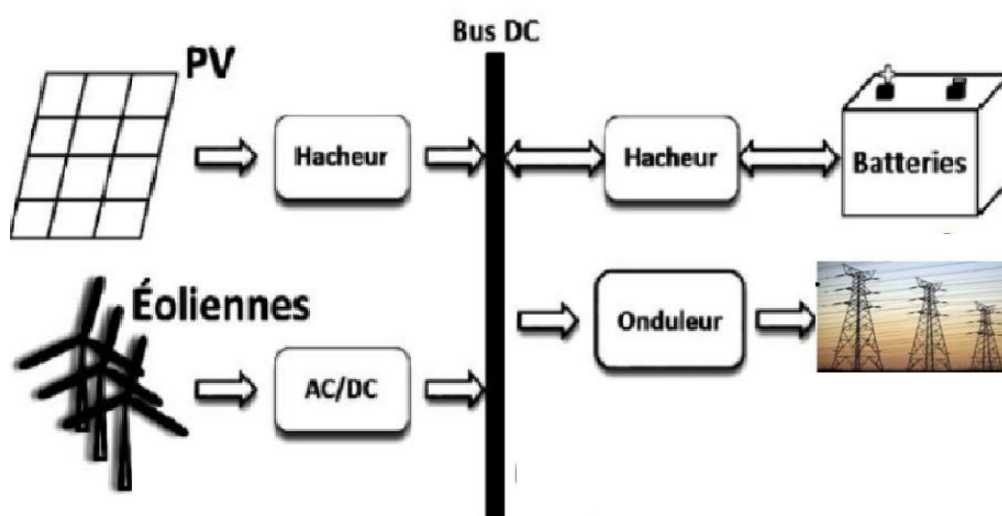 Bus DC
PV
Hacheur
Hacheur
Batteries
Éoliennes
Onduleur
AC/DC